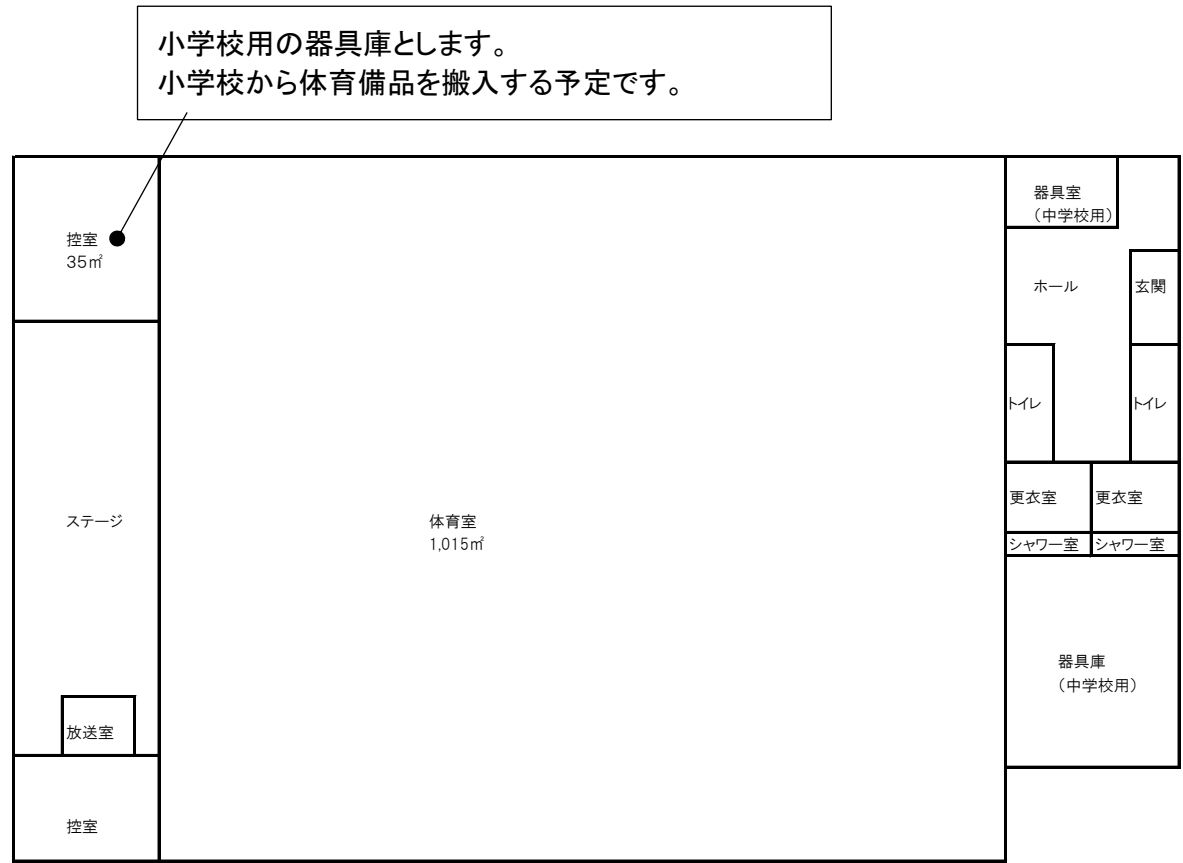 小学校用の器具庫とします。
小学校から体育備品を搬入する予定です。
控室
35㎡
器具室
（中学校用）
ホール
玄関
トイレ
トイレ
ステージ
体育室
1,015㎡
更衣室
更衣室
シャワー室
シャワー室
器具庫
（中学校用）
放送室
控室